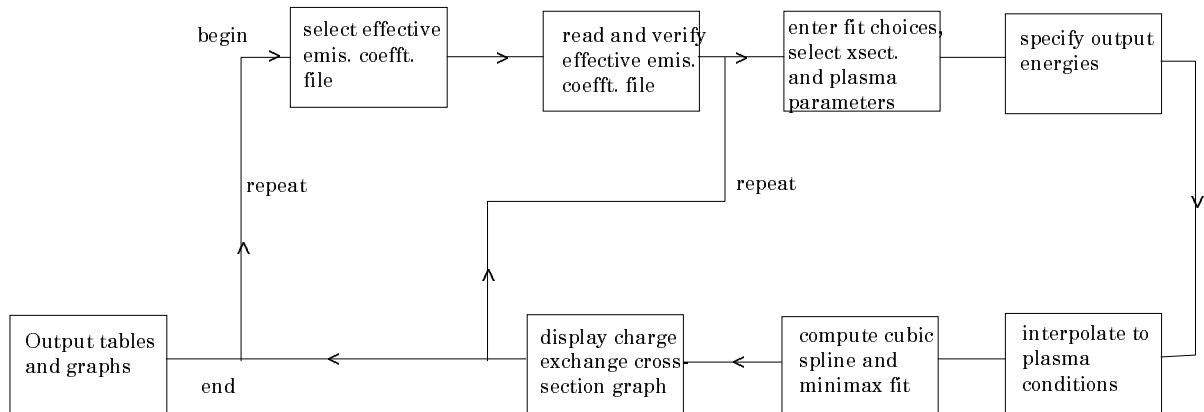 begin
select effective
emis. coefft.
file
read and verify
effective emis.
coefft. file
enter fit choices,
select xsect.
and plasma
parameters
specify output
energies
repeat
repeat
Output tables
and graphs
end
display charge
exchange cross-
section graph
compute cubic
spline and
minimax fit
interpolate to
plasma
conditions